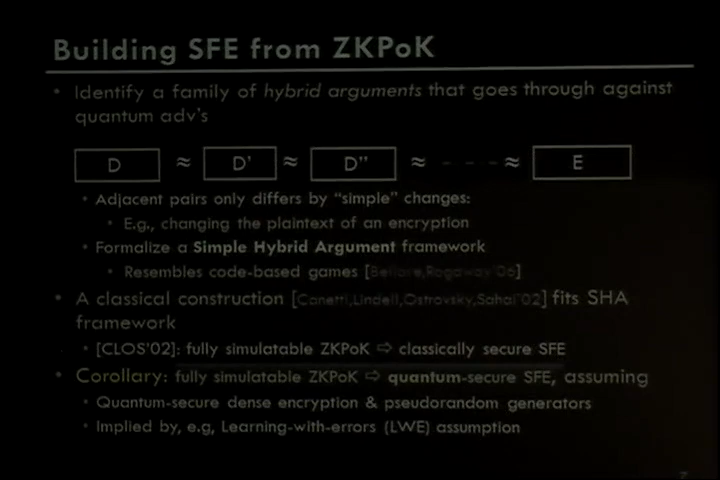 Building SFE from ZKPoK
• Identify a family of hybrid arguments that goes through against
quantum adv's
D ≈ D' ≈ D" ≈ - - - ≈ E
• Adjacent pairs only differs by "simple" changes:
• E.g., changing the plaintext of an encryption
• Formalize a Simple Hybrid Argument framework
• Resembles code-based games [Bellare,Rogaway'06]
• A classical construction [Canetti,Lindell,Ostrovsky,Sahai'02] fits SHA
framework
• [CLOS'02]: fully simulatable ZKPoK ⇨ classically secure SFE
• Corollary: fully simulatable ZKPoK ⇨ quantum-secure SFE, assuming
• Quantum-secure dense encryption & pseudorandom generators
• Implied by, e.g, Learning-with-errors (LWE) assumption
7